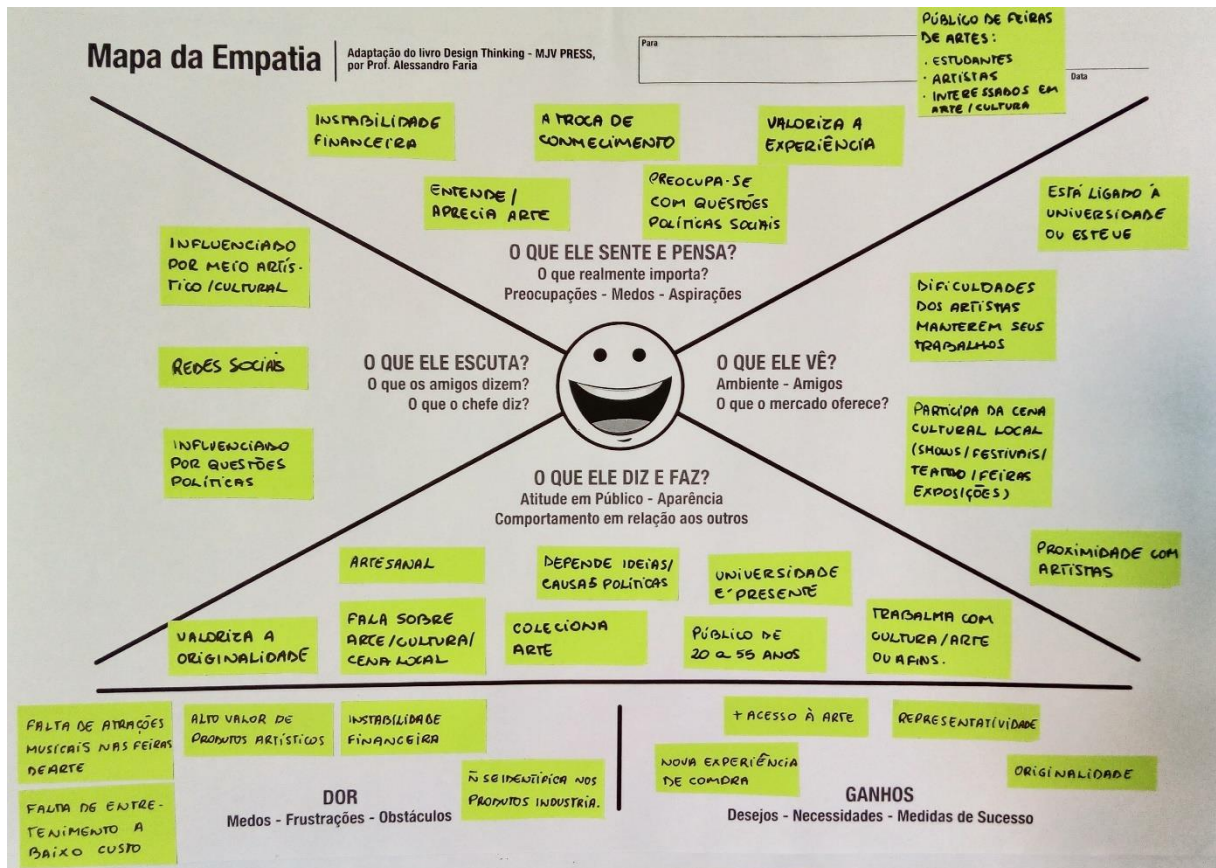 Mapa da Empatia
Adaptação do livro Design Thinking - MJV PRESS,
por Prof. Alessandro Faria
Para
Data
PÚBLICO DE FEIRAS
DE ARTES:
. ESTUDANTES
· ARTISTAS
· INTERESSADOS EM
ARTE/CULTURA
INSTABILIDADE
FINANCEIRA
A TROCA DE
CONHECIMENTO
VALORIZA A
EXPERIÊNCIA
ENTENDE/
APRECIA ARTE
PREOCUPA-SE
COM QUESTÕES
POLÍTICAS SOCIAIS
O QUE ELE SENTE E PENSA?
O que realmente importa?
Preocupações - Medos - Aspirações
INFLUENCIADO
POR MEIO ARTÍS-
TICO/CULTURAL
REDES SOCIAIS
INFLUENCIADO
POR QUESTÕES
POLÍTICAS
O QUE ELE ESCUTA?
O que os amigos dizem?
O que o chefe diz?
O QUE ELE VÊ?
Ambiente - Amigos
O que o mercado oferece?
ESTÁ LIGADO À
UNIVERSIDADE
OU ESTEVE
DIFICULDADES
DOS ARTISTAS
MANTEREM SEUS
TRABALHOS
PARTICIPA DA CENA
CULTURAL LOCAL
(SHOWS/FESTIVAIS/
TEATRO/FEIRAS
EXPOSIÇÕES)
PROXIMIDADE COM
ARTISTAS
O QUE ELE DIZ E FAZ?
Atitude em Público - Aparência
Comportamento em relação aos outros
ARTESANAL
DEPENDE IDEIAS/
CAUSAS POLÍTICAS
UNIVERSIDADE
E' PRESENTE
VALORIZA A
ORIGINALIDADE
FALA SOBRE
ARTE/CULTURA/
CENA LOCAL
COLECIONA
ARTE
PÚBLICO DE
20 a 55 ANOS
TRABALHA COM
CULTURA/ARTE
OU AFINS.
FALTA DE ATRAÇÕES
MUSICAIS NAS FEIRAS
DE ARTE
ALTO VALOR DE
PRODUTOS ARTÍSTICOS
INSTABILIDADE
FINANCEIRA
Ñ SE IDENTIFICA NOS
PRODUTOS INDUSTRIA.
FALTA DE ENTRE-
TENIMENTO A
BAIXO CUSTO
DOR
Medos - Frustrações - Obstáculos
+ ACESSO À ARTE
REPRESENTATIVIDADE
NOVA EXPERIÊNCIA
DE COMPRA
ORIGINALIDADE
GANHOS
Desejos - Necessidades - Medidas de Sucesso